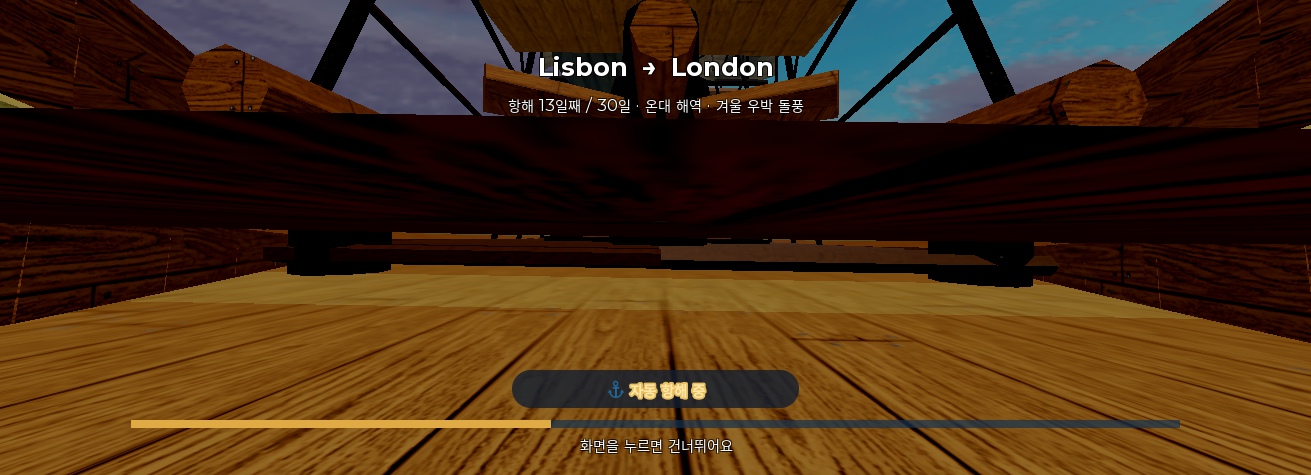 Lisbon → London
항해 13일째 / 30일 · 온대 해역 · 겨울 우박 돌풍
⚓ 자동 항해 중
화면을 누르면 건너뛰어요